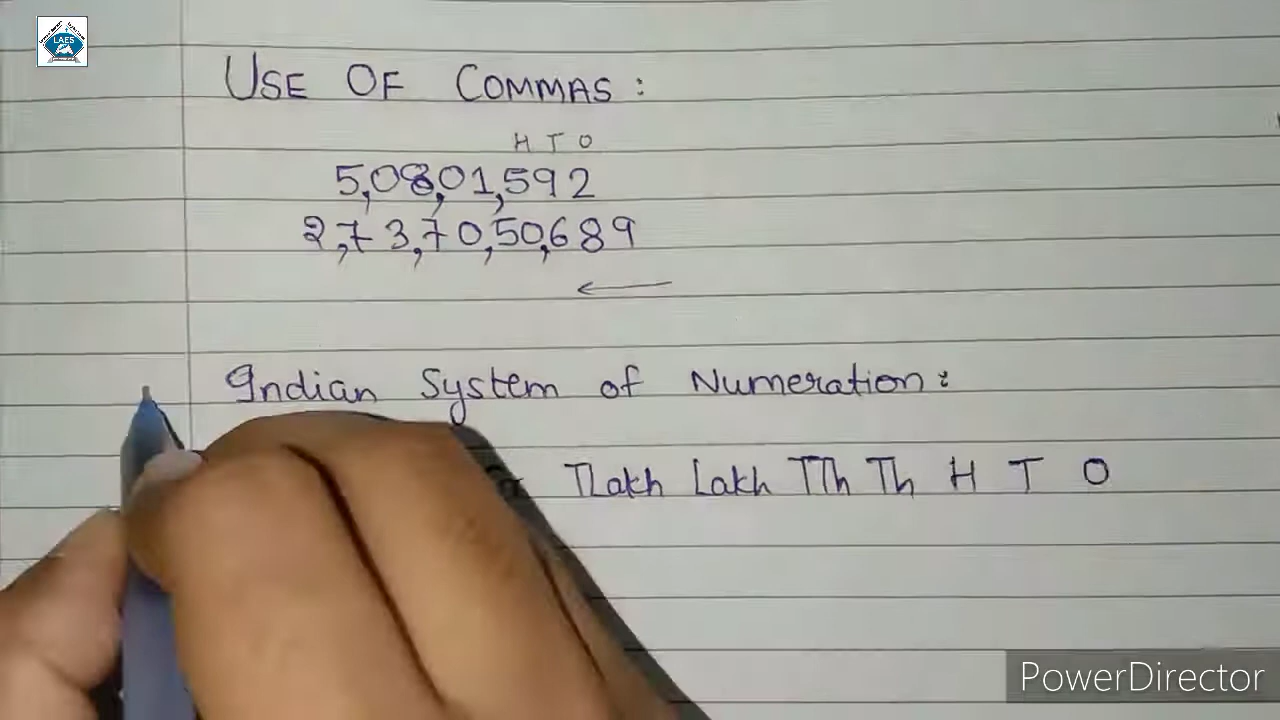 LAES
USE OF COMMAS :
H T O
5,08,01,592
2,73,70,50,689
Indian System of Numeration :
TLakh Lakh TTh Th H T O
PowerDirector